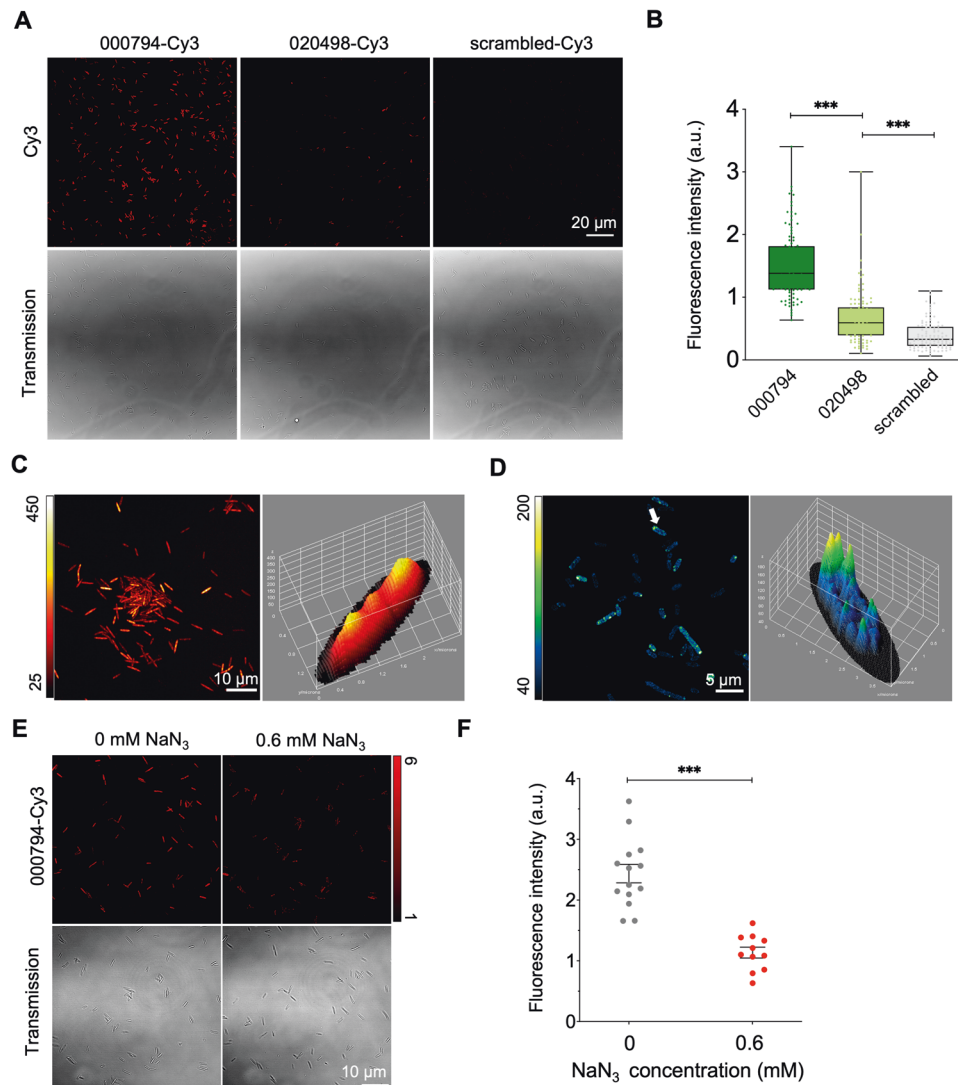 A
000794-Cy3 020498-Cy3 scrambled-Cy3
Cy3
20 µm
Transmission
B
Fluorescence intensity (a.u.)
4
3
2
1
0
*** ***
000794 020498 scrambled
C
450
25
10 µm
D
200
40
5 µm
E
0 mM NaN3 0.6 mM NaN3
000794-Cy3
6
1
Transmission
10 µm
F
Fluorescence intensity (a.u.)
4
3
2
1
0
***
0 0.6
NaN3 concentration (mM)